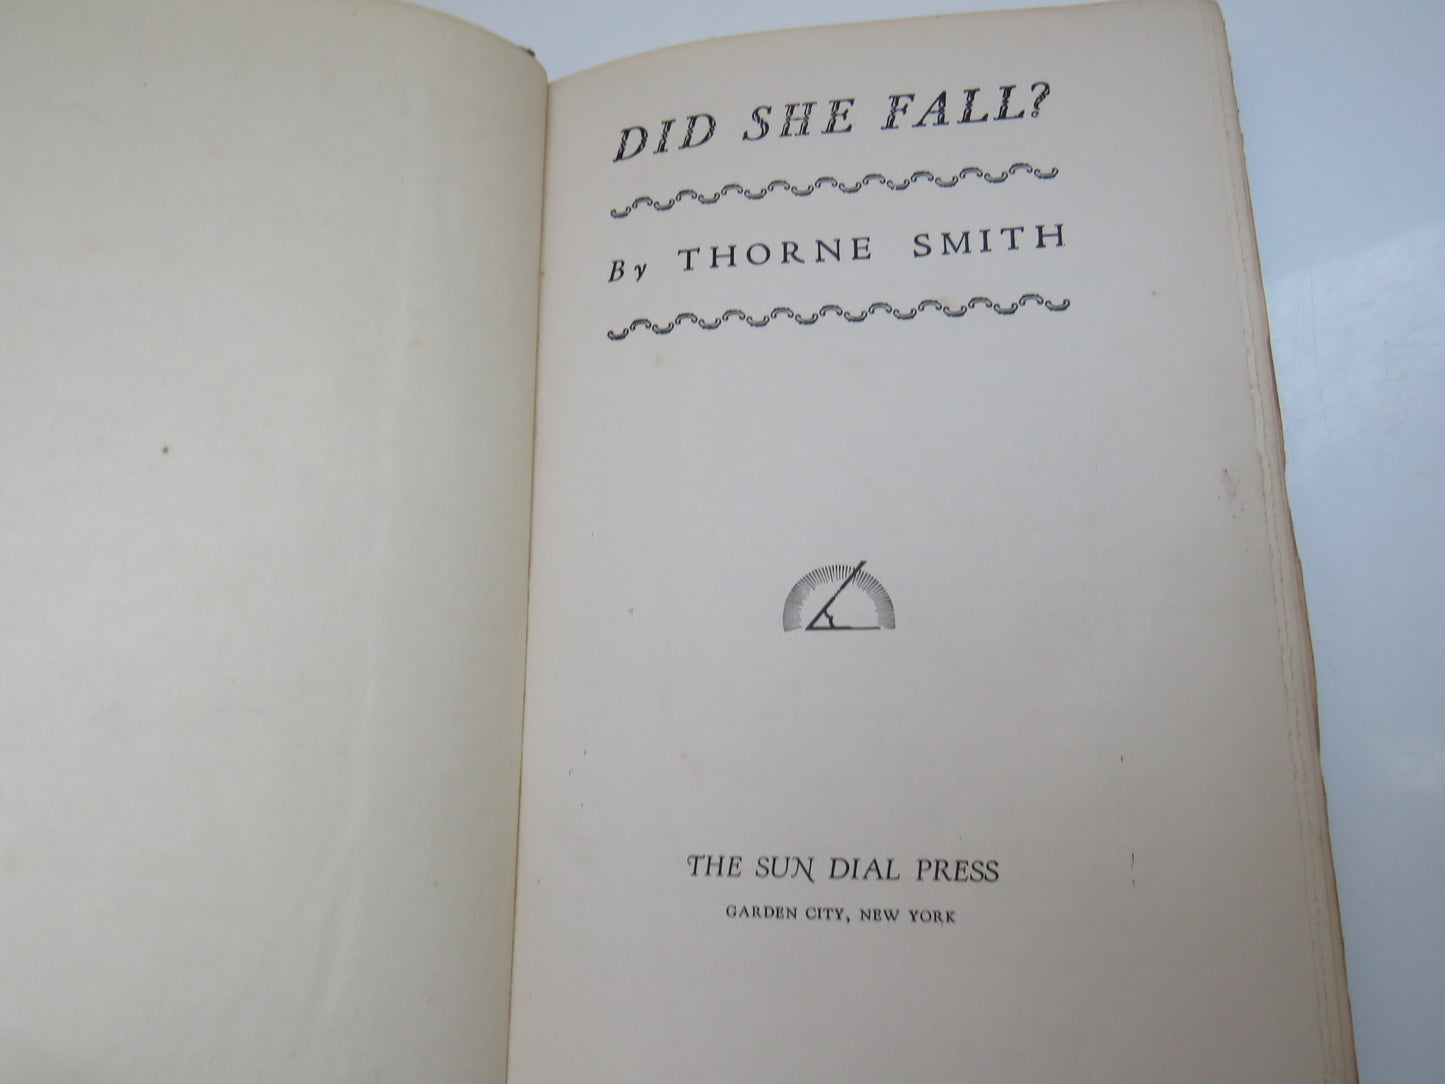 DID SHE FALL?
By THORNE SMITH
THE SUN DIAL PRESS
GARDEN CITY, NEW YORK